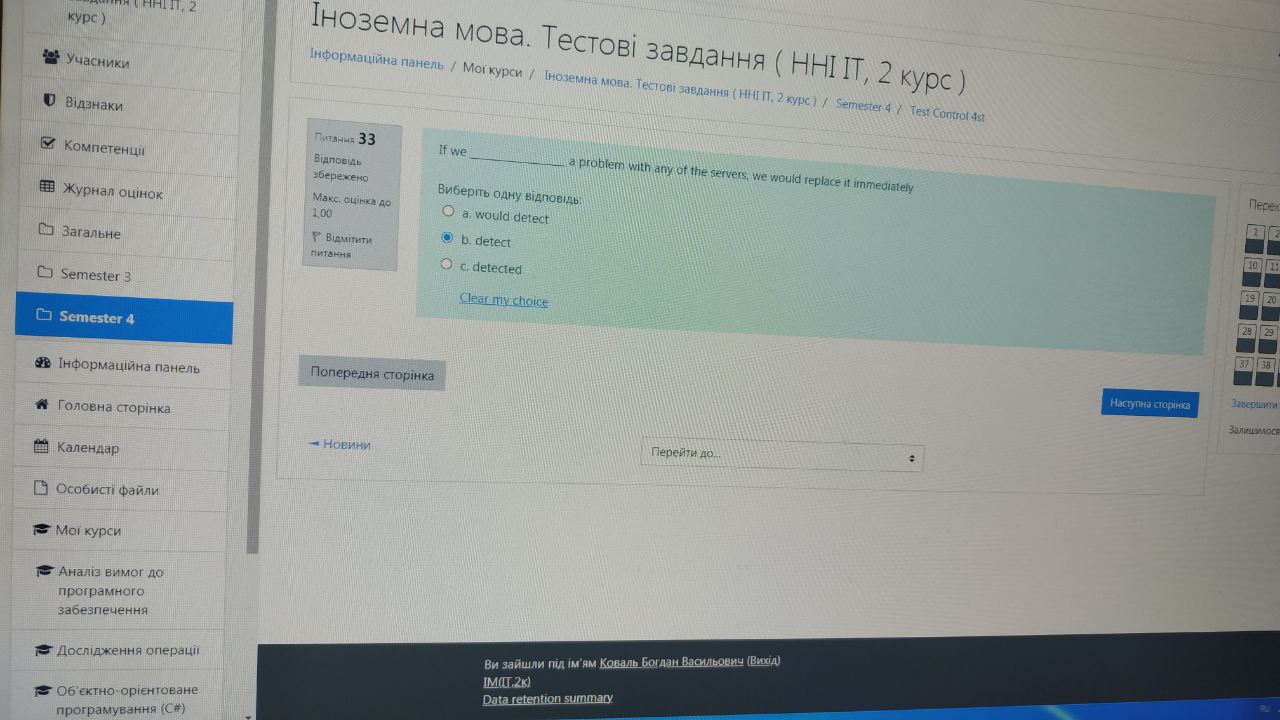 ( ННІ ІТ, 2
курс )
Учасники
Відзнаки
Компетенції
Журнал оцінок
Загальне
Semester 3
Semester 4
Інформаційна панель
Головна сторінка
Календар
Особисті файли
Мої курси
Аналіз вимог до
програмного
забезпечення
Дослідження операції
Об'єктно-орієнтоване
програмування (C#)
Іноземна мова. Тестові завдання ( ННІ ІТ, 2 курс )
Інформаційна панель / Мої курси / Іноземна мова. Тестові завдання ( ННІ ІТ, 2 курс ) / Semester 4 / Test Control 4st
Питання 33
Відповідь
збережено
Макс. оцінка до
1,00
Відмітити
питання
If we ______________ a problem with any of the servers, we would replace it immediately
Виберіть одну відповідь:
a. would detect
b. detect
c. detected
Clear my choice
Попередня сторінка
Наступна сторінка
◄ Новини
Перейти до...
1 2
10 11
19 20
28 29
37 38
Завершити
Залишилося
Ви зайшли під ім'ям Коваль Богдан Васильович (Вихід)
ІМ(ІТ,2к)
Data retention summary
RU